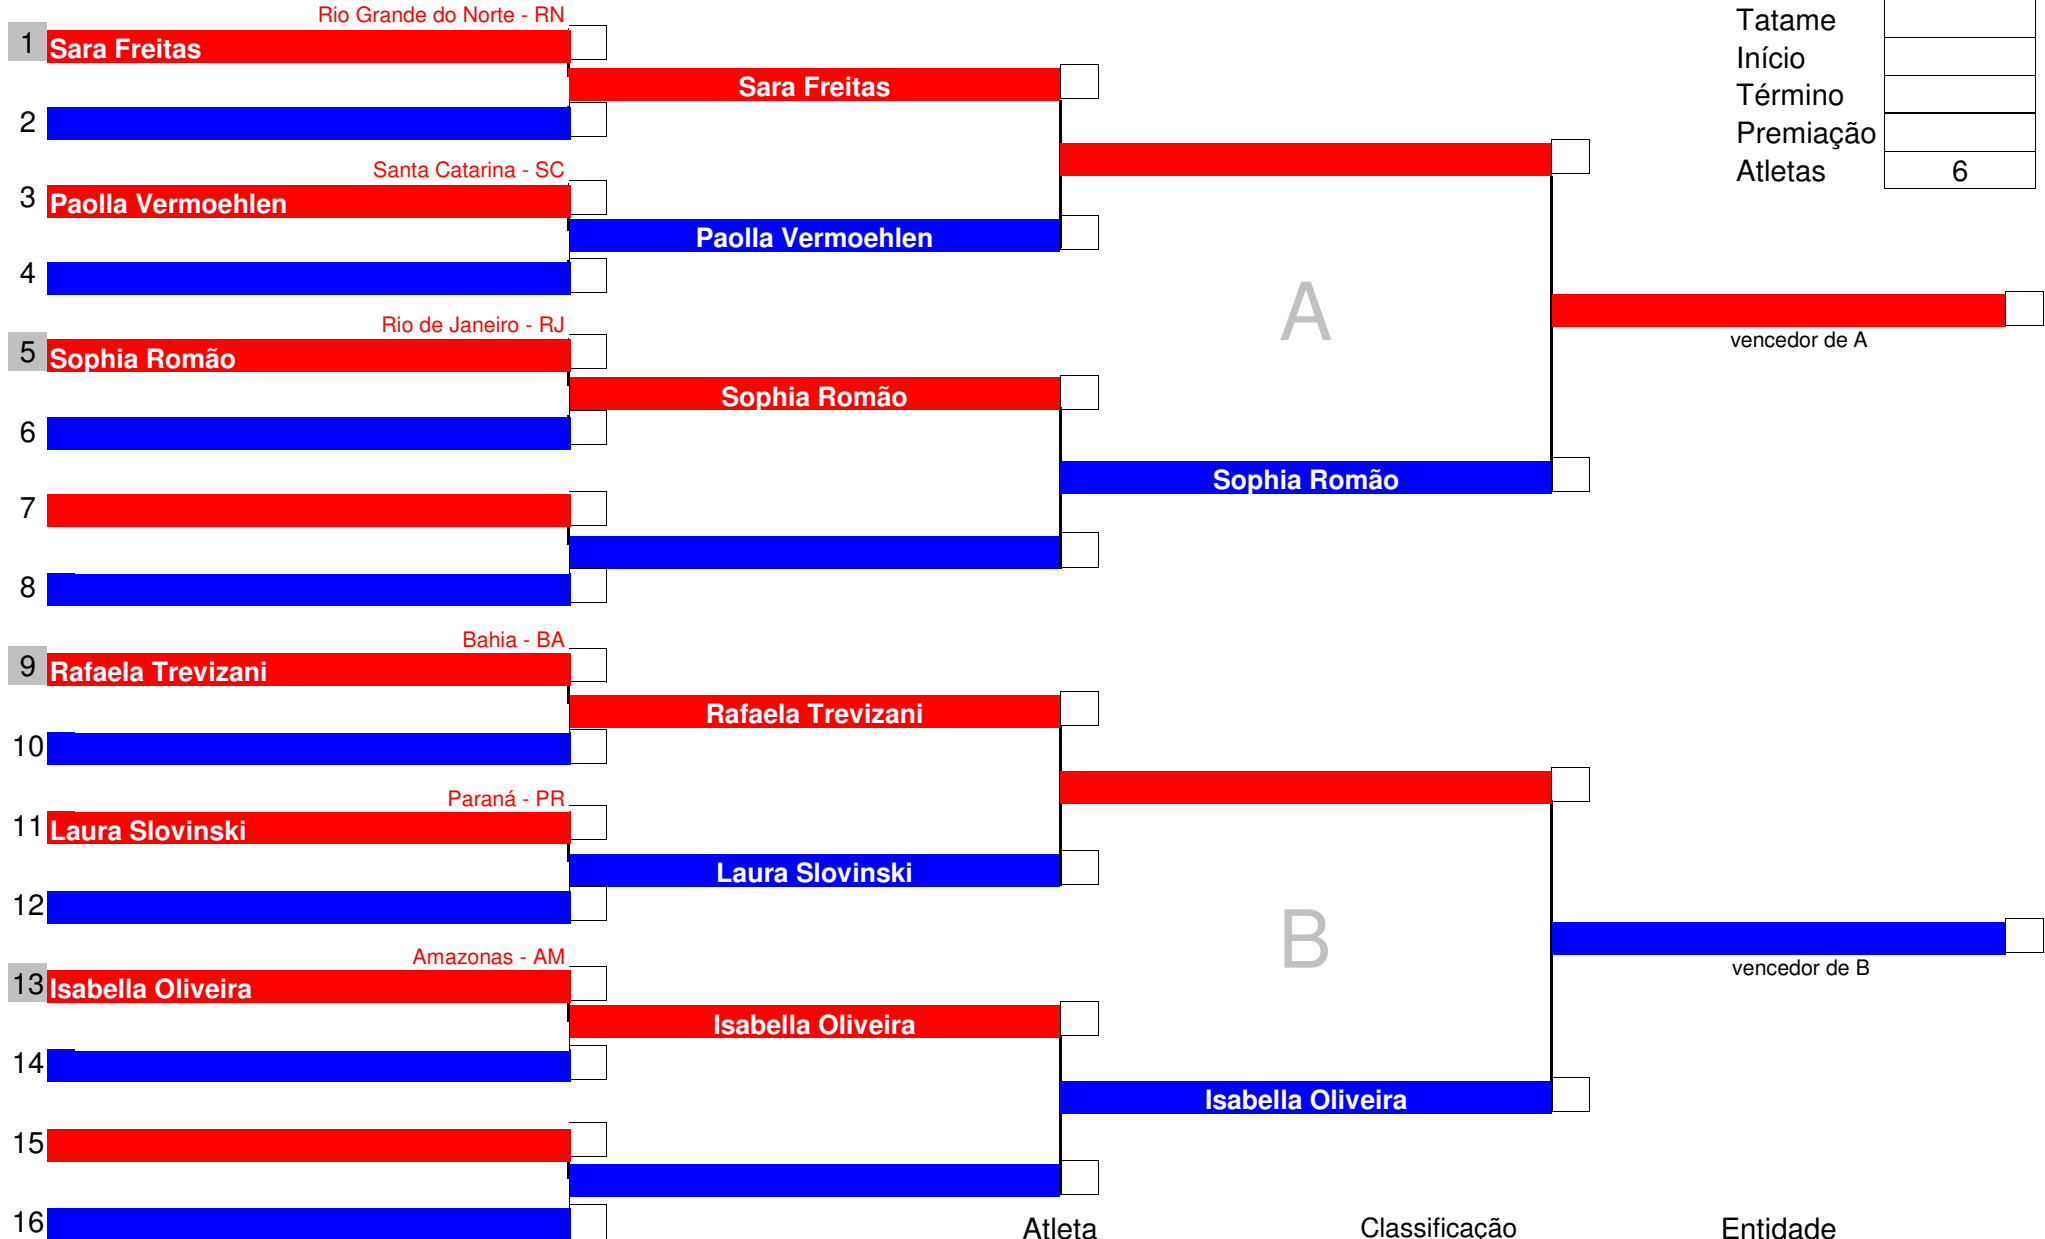 Rio Grande do Norte - RN
Tatame
1 Sara Freitas
Início
Sara Freitas
Término
2
Premiação
Santa Catarina - SC
Atletas 6
3 Paolla Vermoehlen
Paolla Vermoehlen
4
A
Rio de Janeiro - RJ
vencedor de A
5 Sophia Romão
Sophia Romão
6
Sophia Romão
7
8
Bahia - BA
9 Rafaela Trevizani
Rafaela Trevizani
10
Paraná - PR
11 Laura Slovinski
Laura Slovinski
12
B
Amazonas - AM
vencedor de B
13 Isabella Oliveira
Isabella Oliveira
14
Isabella Oliveira
15
16
Atleta Classificação Entidade